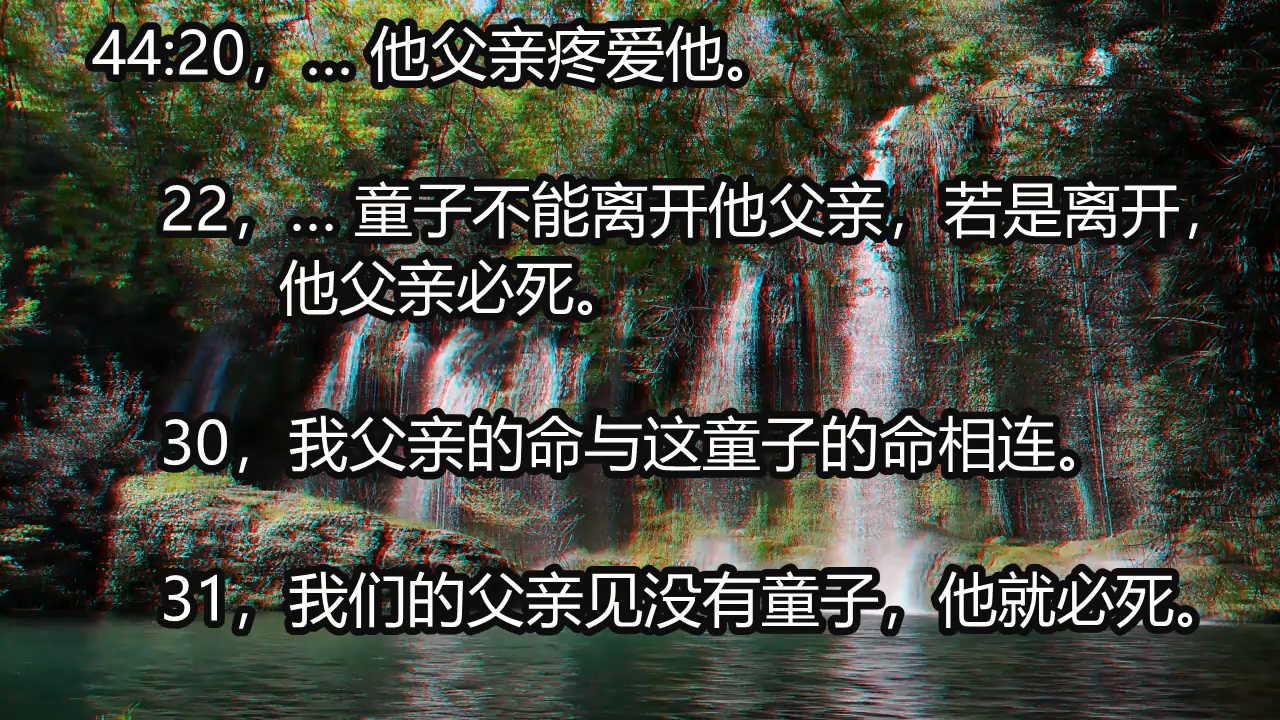 44:20，… 他父亲疼爱他。
22，… 童子不能离开他父亲，若是离开，
他父亲必死。
30，我父亲的命与这童子的命相连。
31，我们的父亲见没有童子，他就必死。